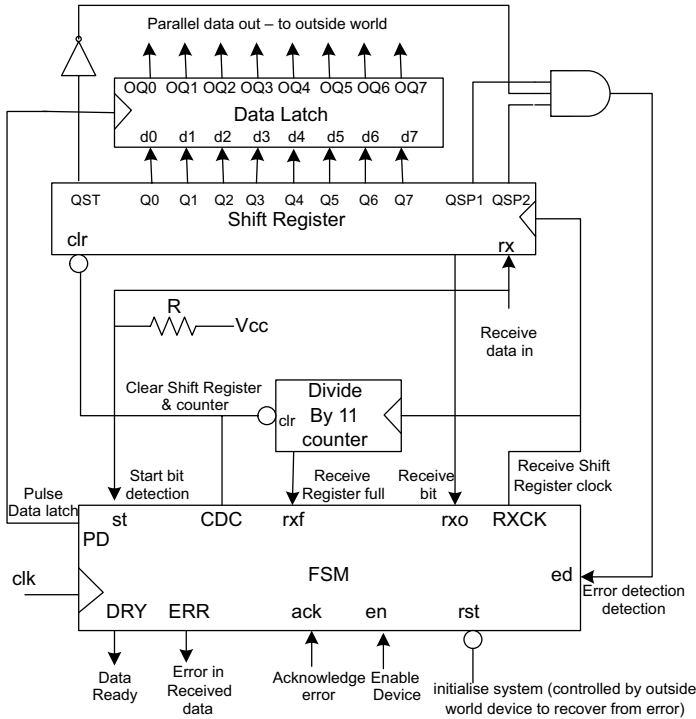 Parallel data out – to outside world
OQ0 OQ1 OQ2 OQ3 OQ4 OQ5 OQ6 OQ7
Data Latch
d0 d1 d2 d3 d4 d5 d6 d7
QST Q0 Q1 Q2 Q3 Q4 Q5 Q6 Q7 QSP1 QSP2
Shift Register
clr
rx
R
Vcc
Receive
data in
Clear Shift Register
& counter
Divide
By 11
counter
clr
Pulse
Data latch
Start bit
detection
Receive
Register full
Receive
bit
Receive Shift
Register clock
st CDC rxf rxo RXCK
PD
clk
FSM
ed
Error detection
detection
DRY ERR ack en rst
Data
Ready
Error in
Received
data
Acknowledge
error
Enable
Device
initialise system (controlled by outside
world device to recover from error)